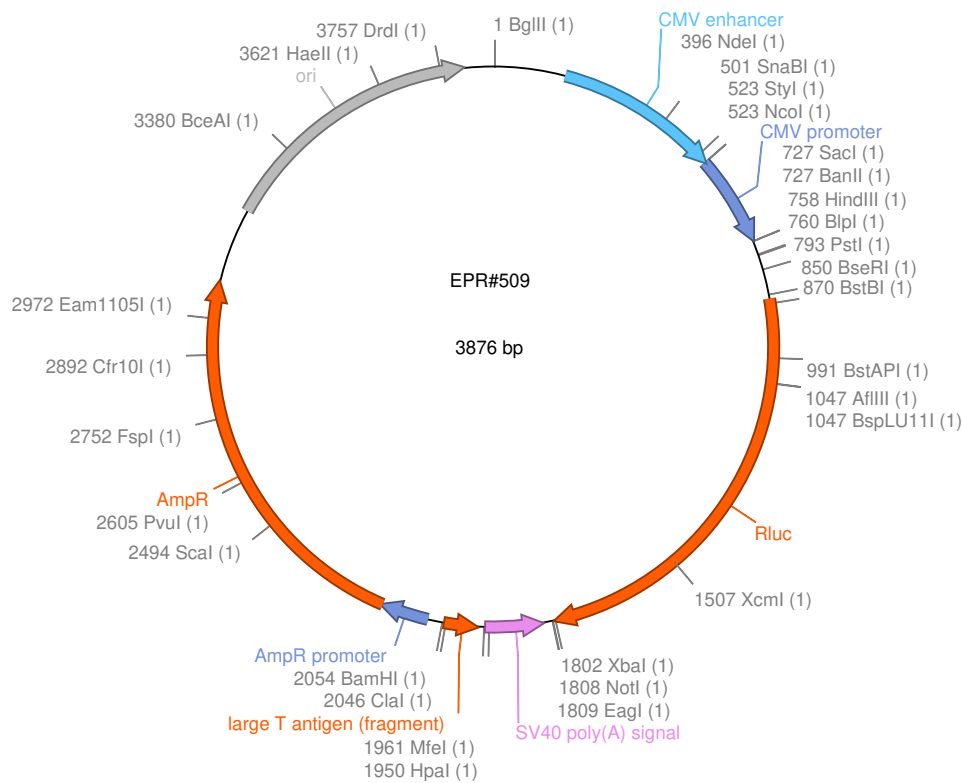 3757 DrdI (1)
1 BglII (1)
CMV enhancer
3621 HaeII (1)
396 NdeI (1)
ori
501 SnaBI (1)
523 StyI (1)
3380 BceAI (1)
523 NcoI (1)
CMV promoter
727 SacI (1)
727 BanII (1)
758 HindIII (1)
760 BlpI (1)
793 PstI (1)
850 BseRI (1)
EPR#509
870 BstBI (1)
2972 Eam1105I (1)
3876 bp
2892 Cfr10I (1)
991 BstAPI (1)
1047 AflIII (1)
1047 BspLU11I (1)
2752 FspI (1)
AmpR
2605 PvuI (1)
Rluc
2494 ScaI (1)
1507 XcmI (1)
AmpR promoter
1802 XbaI (1)
2054 BamHI (1)
1808 NotI (1)
2046 ClaI (1)
1809 EagI (1)
large T antigen (fragment)
SV40 poly(A) signal
1961 MfeI (1)
1950 HpaI (1)